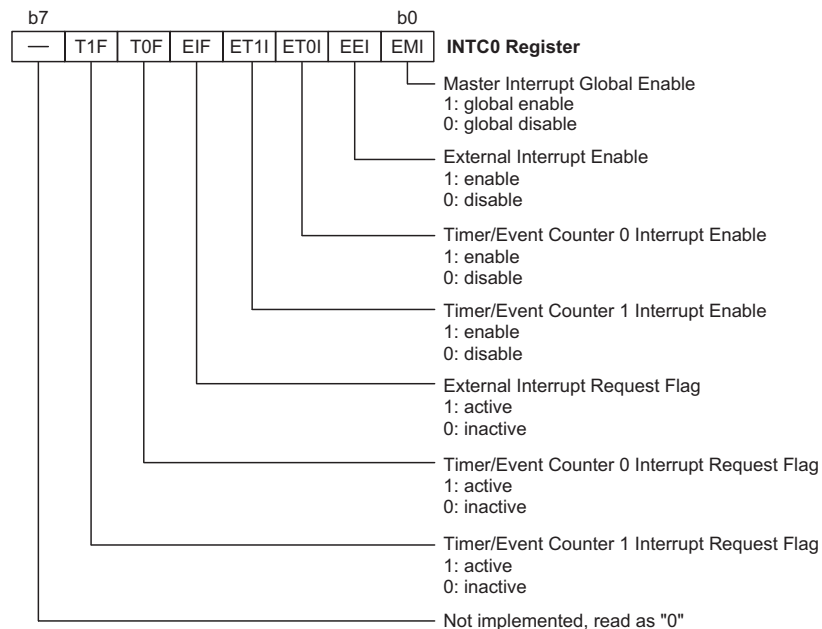 b7 b0
— T1F T0F EIF ET1I ET0I EEI EMI INTC0 Register
Master Interrupt Global Enable
1: global enable
0: global disable
External Interrupt Enable
1: enable
0: disable
Timer/Event Counter 0 Interrupt Enable
1: enable
0: disable
Timer/Event Counter 1 Interrupt Enable
1: enable
0: disable
External Interrupt Request Flag
1: active
0: inactive
Timer/Event Counter 0 Interrupt Request Flag
1: active
0: inactive
Timer/Event Counter 1 Interrupt Request Flag
1: active
0: inactive
Not implemented, read as "0"